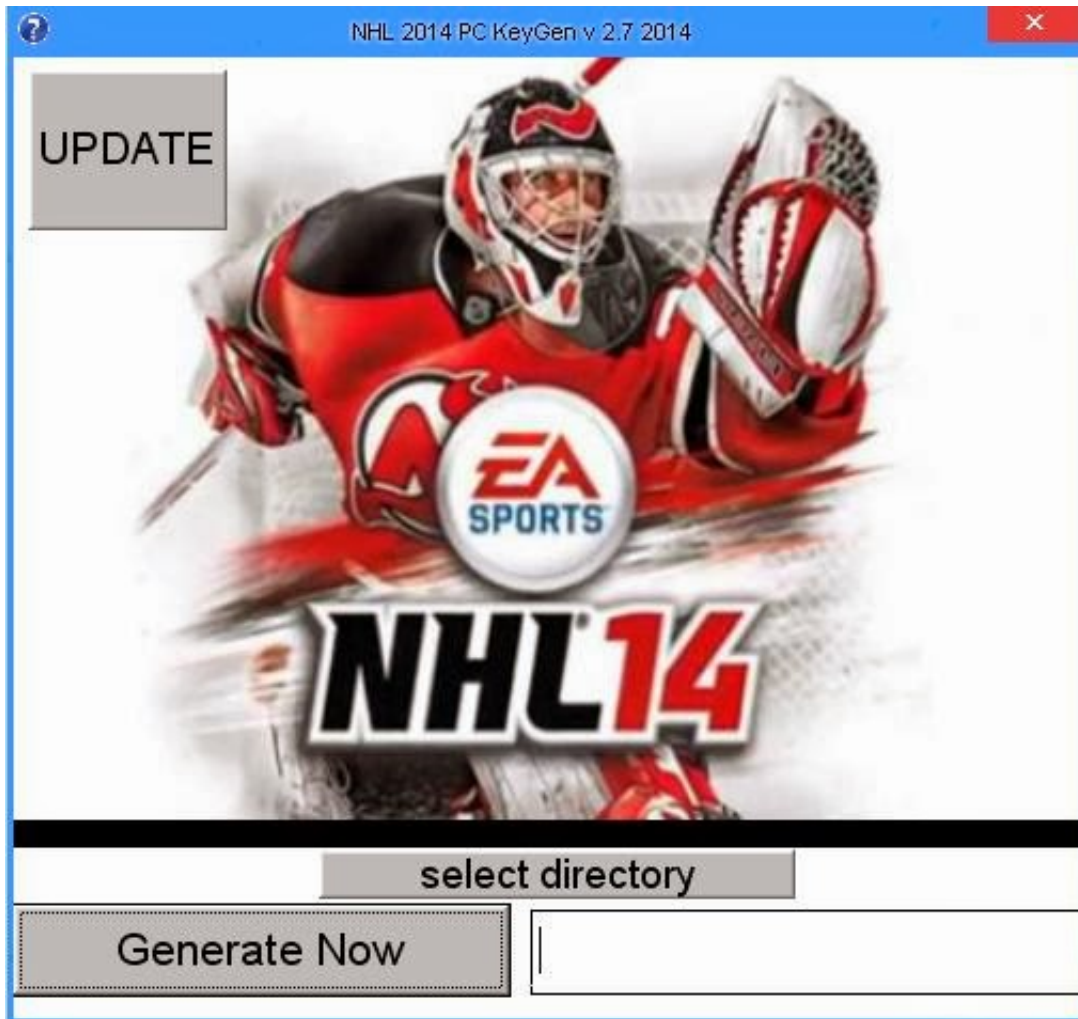 NHL 2014 PC KeyGen v 2.7 2014
UPDATE
EA
SPORTS
NHL14
select directory
Generate Now